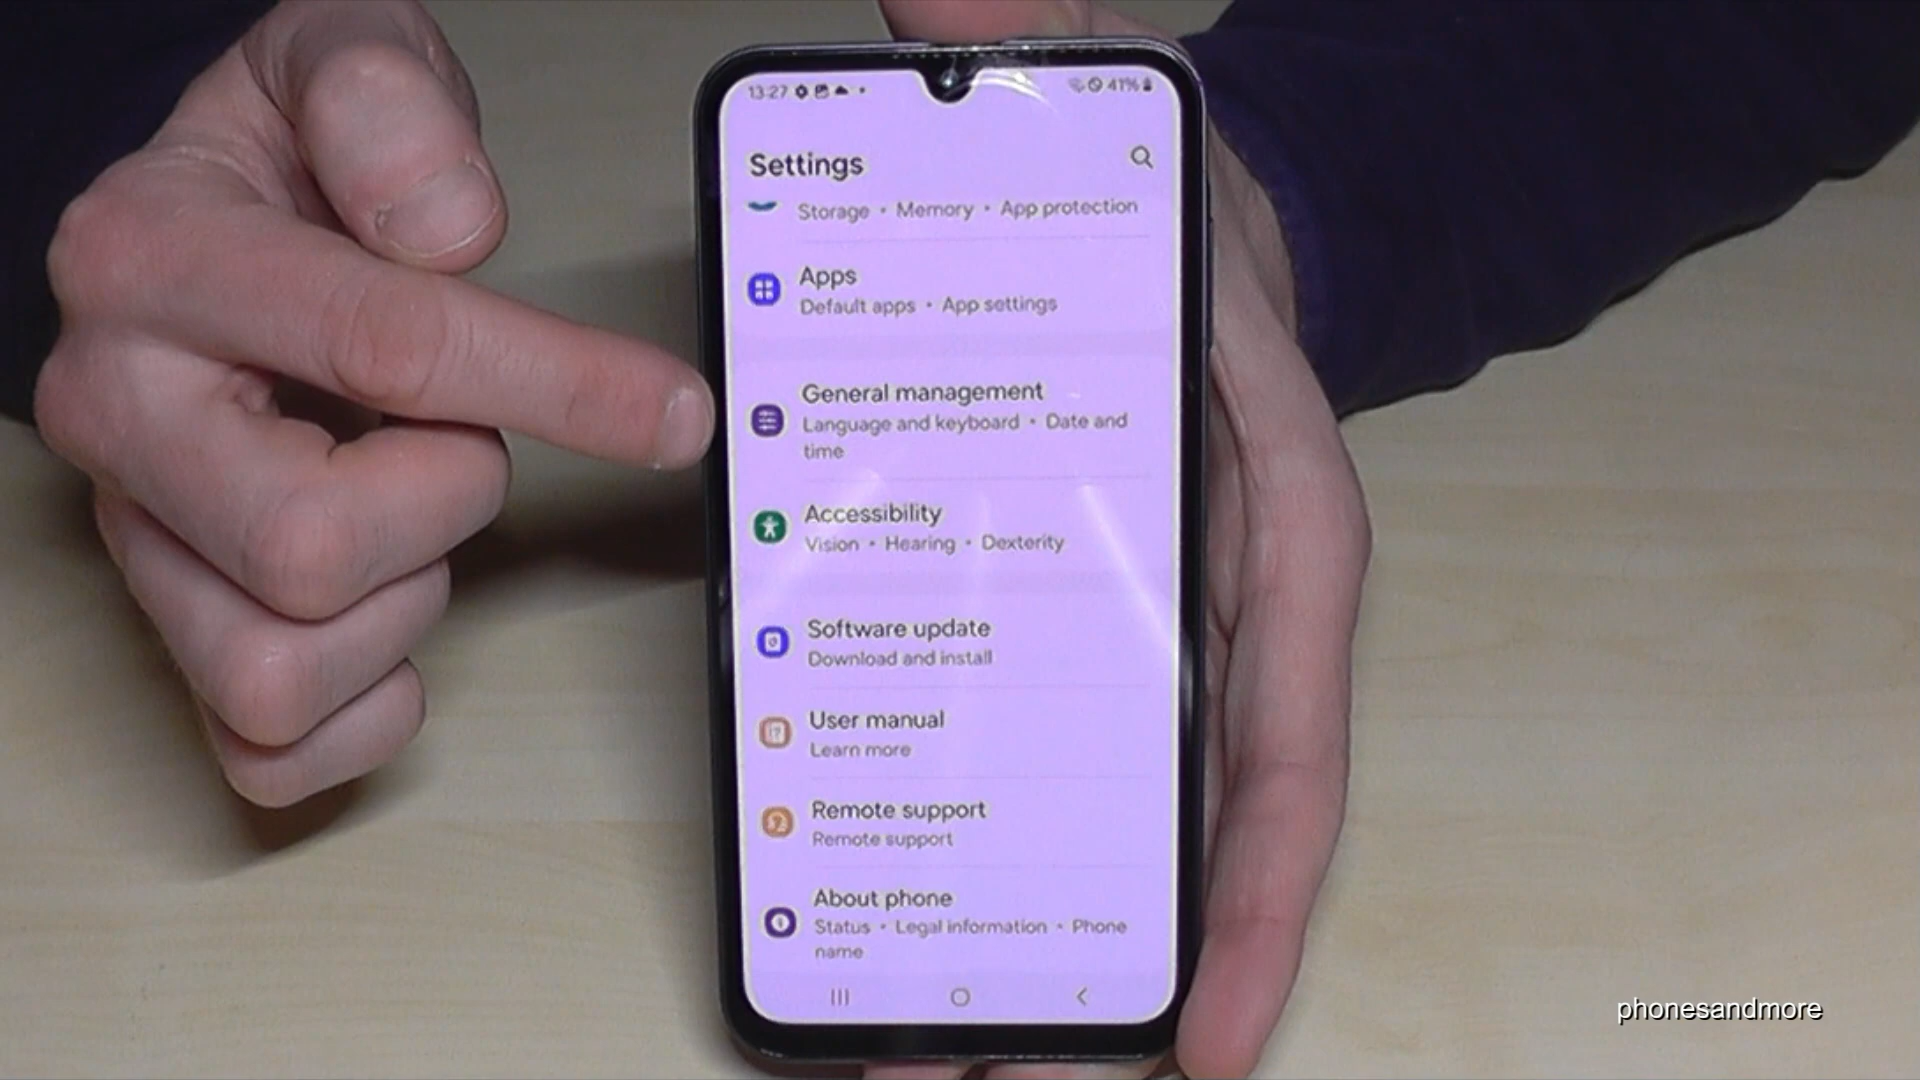 13:27 41%
Settings
Storage • Memory • App protection
Apps
Default apps • App settings
General management
Language and keyboard • Date and
time
Accessibility
Vision • Hearing • Dexterity
Software update
Download and install
User manual
Learn more
Remote support
Remote support
About phone
Status • Legal information • Phone
name
phonesandmore